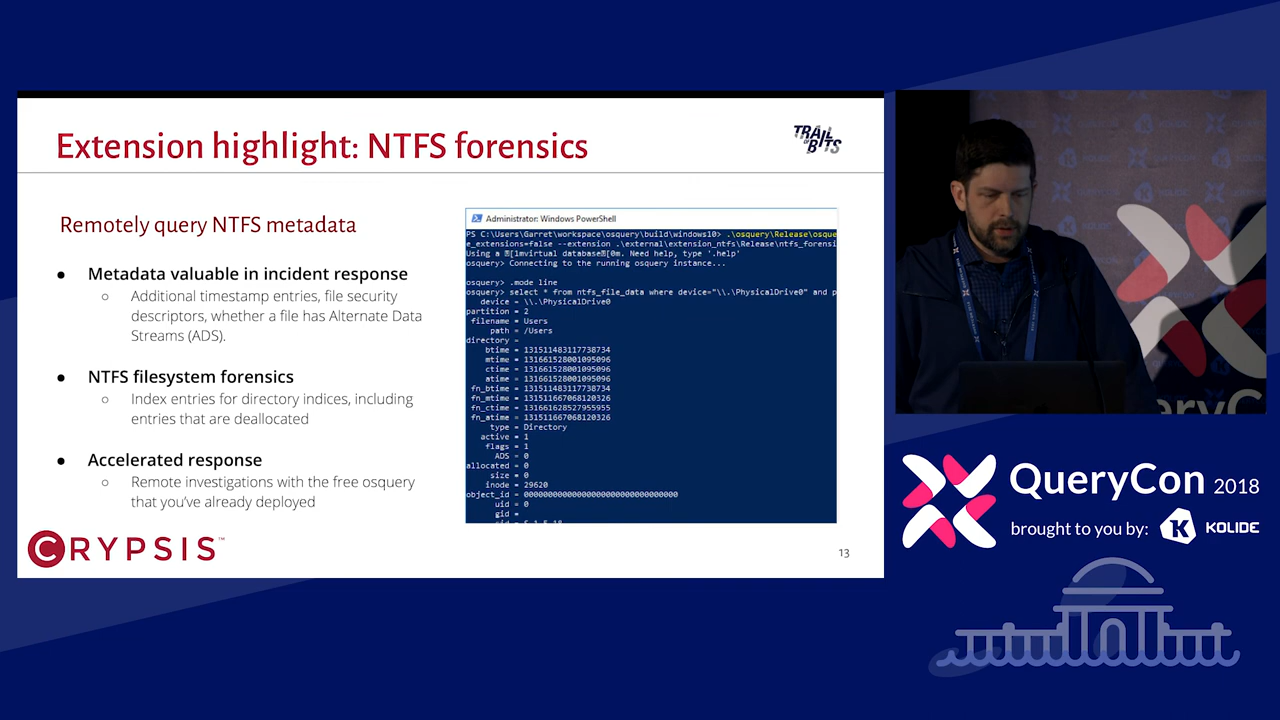 Extension highlight: NTFS forensics
TRAIL OF BITS
Remotely query NTFS metadata
● Metadata valuable in incident response
○ Additional timestamp entries, file security
descriptors, whether a file has Alternate Data
Streams (ADS).
● NTFS filesystem forensics
○ Index entries for directory indices, including
entries that are deallocated
● Accelerated response
○ Remote investigations with the free osquery
that you've already deployed
Administrator: Windows PowerShell
PS C:\Users\Garret\workspace\osquery\build\windows10> .\osquery\Release\osque
e_extensions=false --extension .\external\extension_ntfs\Release\ntfs_forensi
Using a [1mvirtual database[0m. Need help, type '.help'
osquery> Connecting to the running osquery instance...
osquery> .mode line
osquery> select * from ntfs_file_data where device="\\.\PhysicalDrive0" and p
device = \\.\PhysicalDrive0
partition = 2
filename = Users
path = /Users
directory =
btime = 131511483117738734
mtime = 131661528001095096
ctime = 131661528001095096
atime = 131661528001095096
fn_btime = 131511483117738734
fn_mtime = 131511667068120326
fn_ctime = 131661628527955955
fn_atime = 131511667068120326
type = Directory
active = 1
flags = 1
ADS = 0
allocated = 0
size = 0
inode = 29620
uid = 0
gid =
CRYPSIS™
13
QueryCon 2018
brought to you by: K KOLIDE